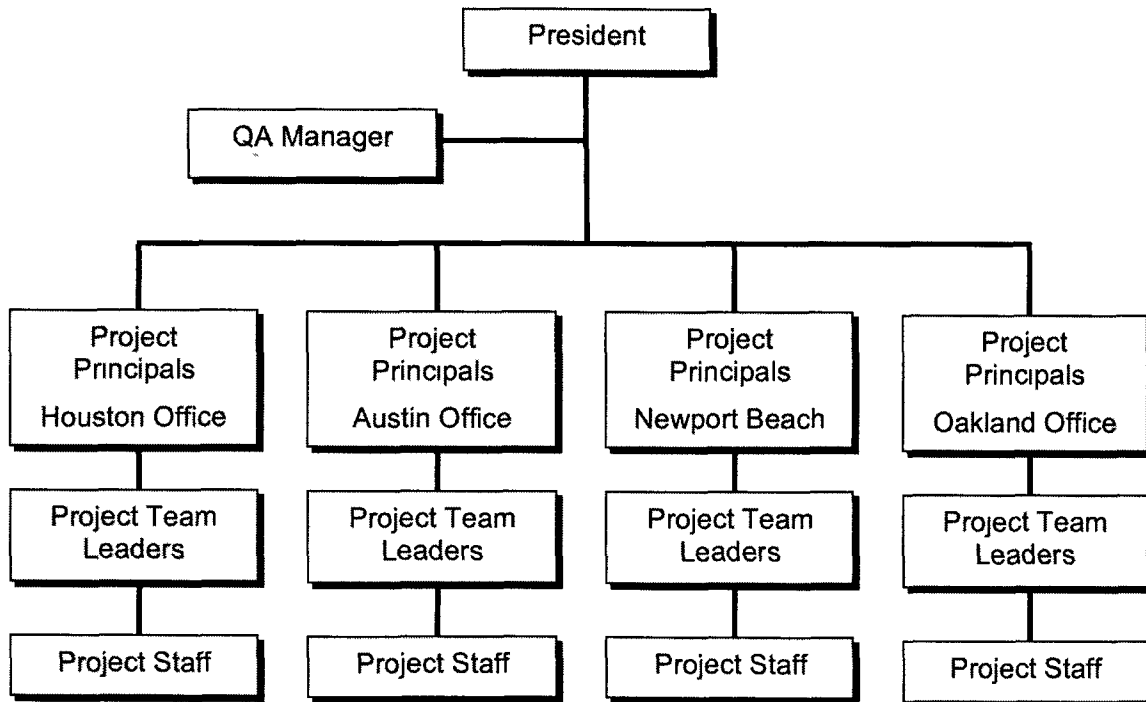 President
QA Manager
Project
Principals
Houston Office
Project
Principals
Austin Office
Project
Principals
Newport Beach
Project
Principals
Oakland Office
Project Team
Leaders
Project Team
Leaders
Project Team
Leaders
Project Team
Leaders
Project Staff
Project Staff
Project Staff
Project Staff